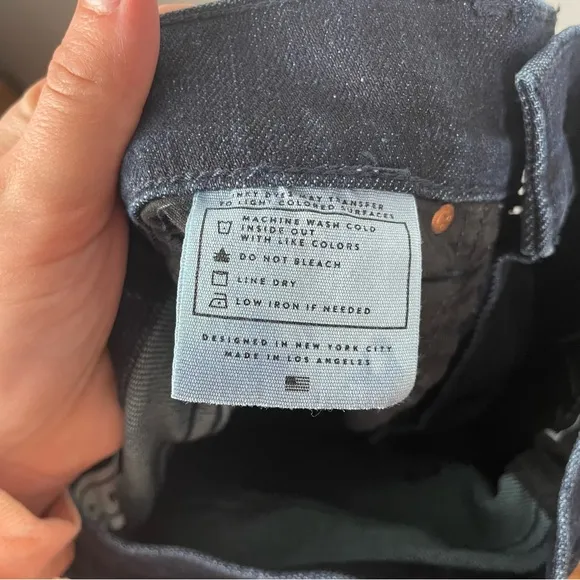 TRANSFER
TO LIGHT COLORED SURFACES
MACHINE WASH COLD
INSIDE OUT
WITH LIKE COLORS
DO NOT BLEACH
LINE DRY
LOW IRON IF NEEDED
DESIGNED IN NEW YORK CITY
MADE IN LOS ANGELES